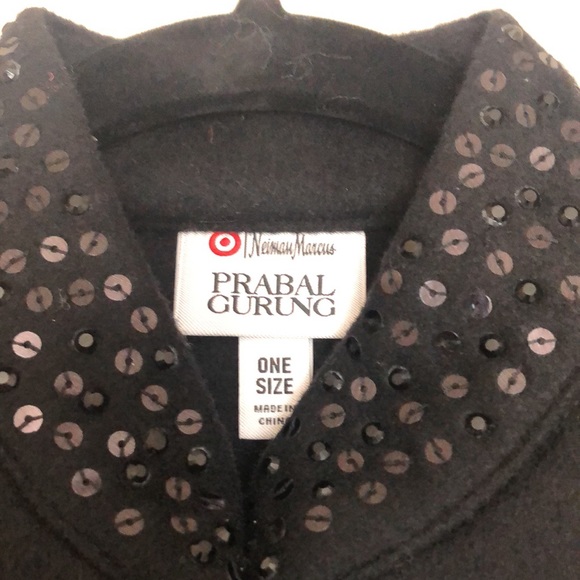 Neiman Marcus
PRABAL
GURUNG
ONE
SIZE
MADE IN
CHINA